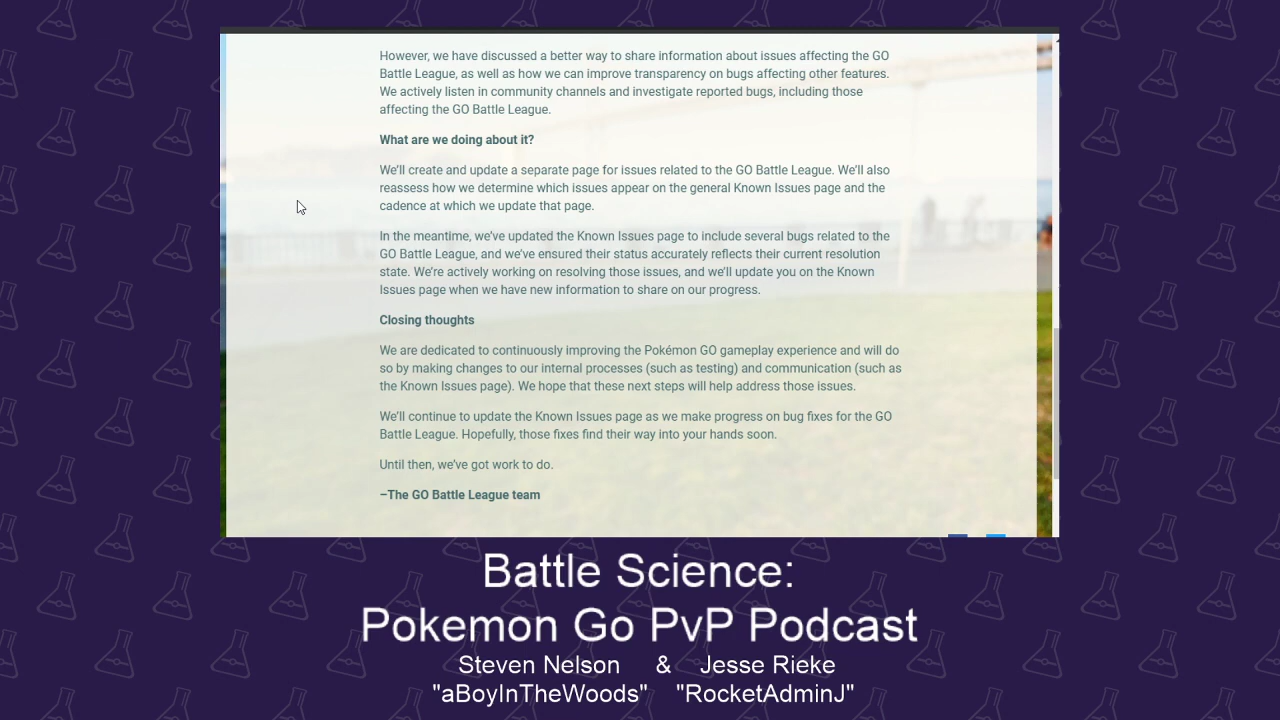 However, we have discussed a better way to share information about issues affecting the GO
Battle League, as well as how we can improve transparency on bugs affecting other features.
We actively listen in community channels and investigate reported bugs, including those
affecting the GO Battle League.
What are we doing about it?
We’ll create and update a separate page for issues related to the GO Battle League. We’ll also
reassess how we determine which issues appear on the general Known Issues page and the
cadence at which we update that page.
In the meantime, we’ve updated the Known Issues page to include several bugs related to the
GO Battle League, and we’ve ensured their status accurately reflects their current resolution
state. We’re actively working on resolving those issues, and we’ll update you on the Known
Issues page when we have new information to share on our progress.
Closing thoughts
We are dedicated to continuously improving the Pokémon GO gameplay experience and will do
so by making changes to our internal processes (such as testing) and communication (such as
the Known Issues page). We hope that these next steps will help address those issues.
We’ll continue to update the Known Issues page as we make progress on bug fixes for the GO
Battle League. Hopefully, those fixes find their way into your hands soon.
Until then, we’ve got work to do.
–The GO Battle League team
Battle Science:
Pokemon Go PvP Podcast
Steven Nelson & Jesse Rieke
"aBoyInTheWoods" "RocketAdminJ"